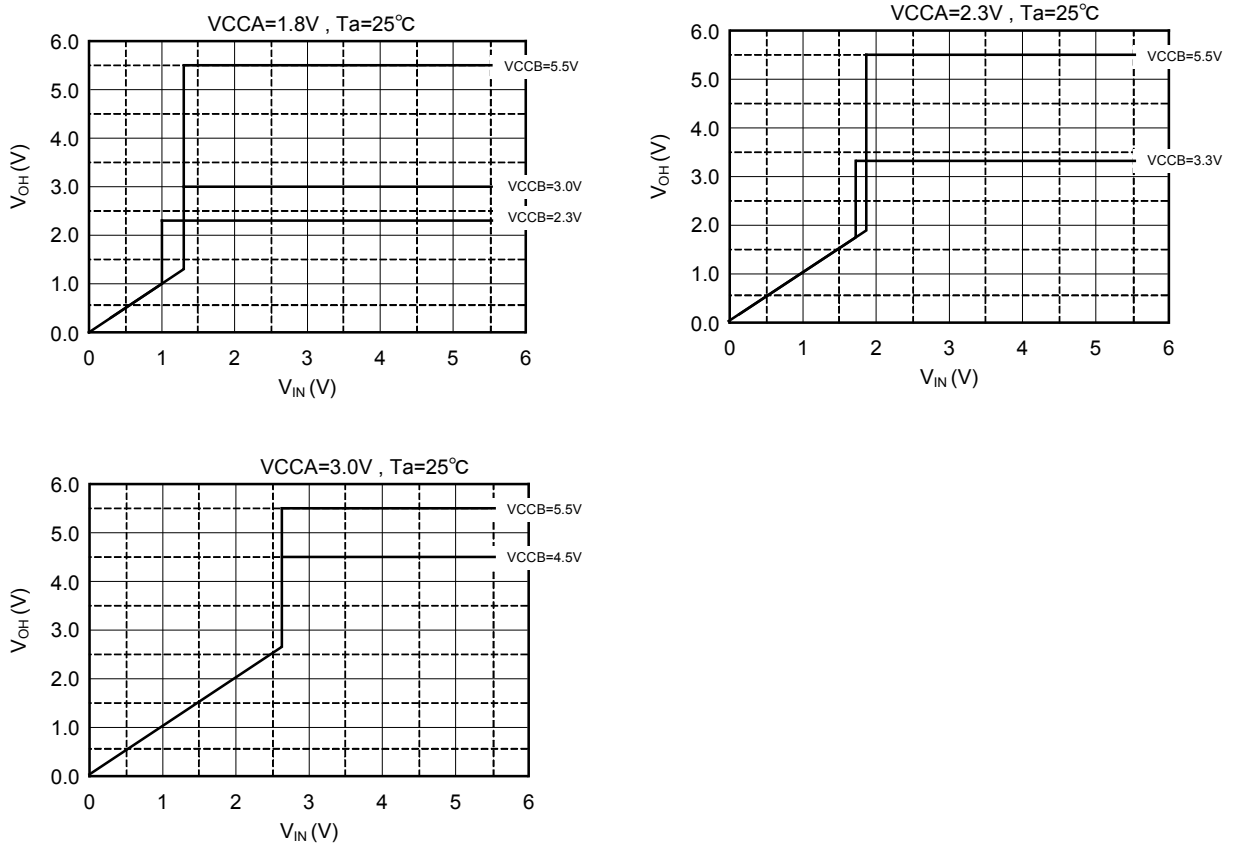 VCCA=1.8V , Ta=25℃
6.0
5.0
4.0
3.0
2.0
1.0
0.0
VOH (V)
0 1 2 3 4 5 6
VIN (V)
VCCB=5.5V
VCCB=3.0V
VCCB=2.3V
VCCA=2.3V , Ta=25℃
6.0
5.0
4.0
3.0
2.0
1.0
0.0
VOH (V)
0 1 2 3 4 5 6
VIN (V)
VCCB=5.5V
VCCB=3.3V
VCCA=3.0V , Ta=25℃
6.0
5.0
4.0
3.0
2.0
1.0
0.0
VOH (V)
0 1 2 3 4 5 6
VIN (V)
VCCB=5.5V
VCCB=4.5V